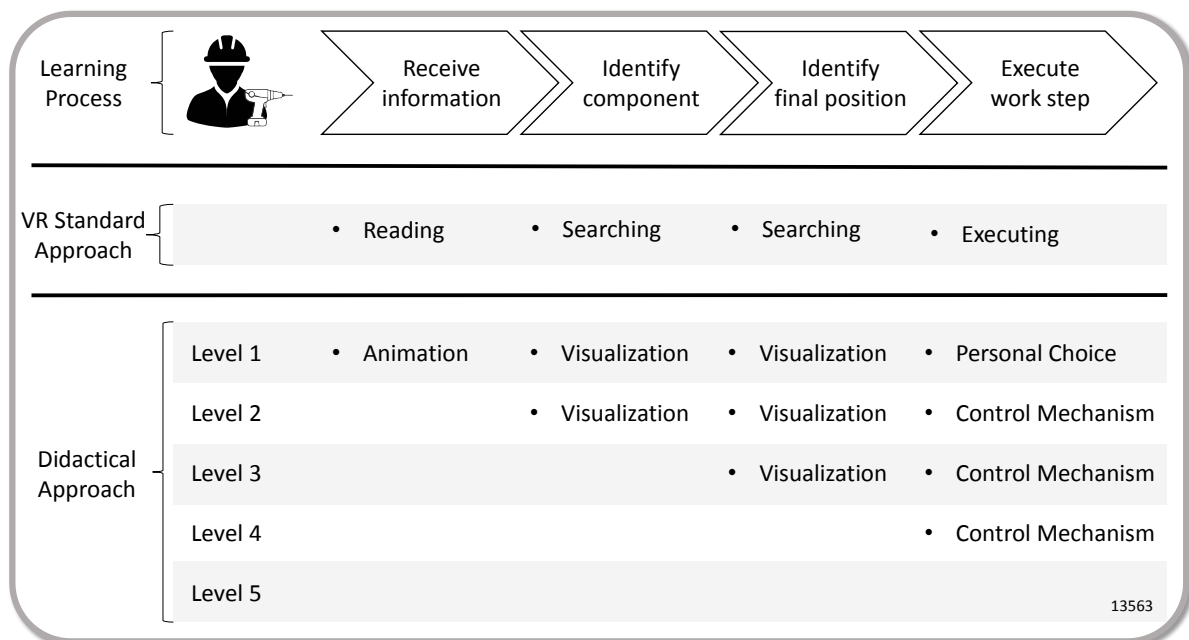 Learning
Process
Receive
information
Identify
component
Identify
final position
Execute
work step
VR Standard
Approach
• Reading • Searching • Searching • Executing
Didactical
Approach
Level 1 • Animation • Visualization • Visualization • Personal Choice
Level 2 • Visualization • Visualization • Control Mechanism
Level 3 • Visualization • Control Mechanism
Level 4 • Control Mechanism
Level 5
13563